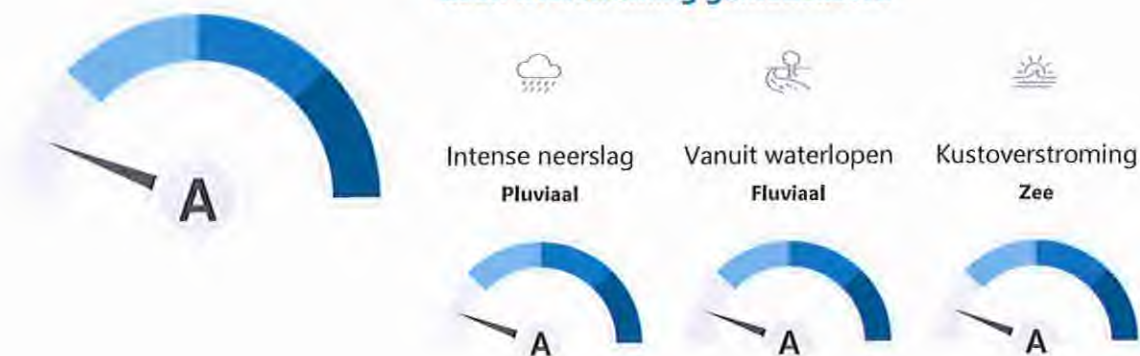 A
Intense neerslag
Pluviaal
A
Vanuit waterlopen
Fluviaal
A
Kustoverstroming
Zee
A